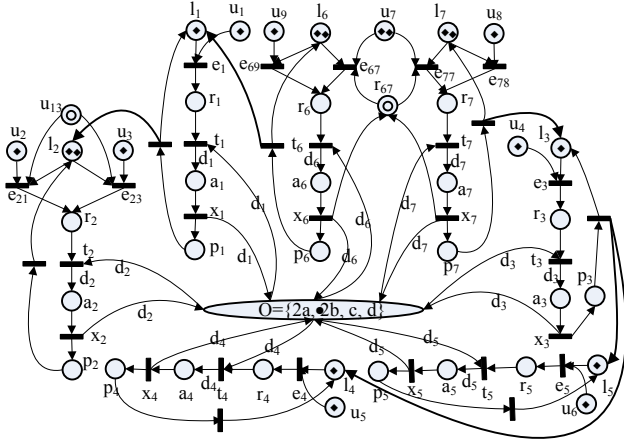 l1 u1 u9 l6 u7 l7 u8
e1 e69 e67 e77 e78
u13 r1 r6 r67 r7
u2 l2 u3 u4 l3
t1 t6 t7
d1 d6 d7
e21 e23 a1 a6 a7 e3
r2 d1 r3
x1 x6 d6 d7 x7
t2 d2 p1 d1 p6 d6 d7 p7 d3 t3
d2 d3
a2 d2 d3 a3 p3
O={2a, 2b, c, d}
x2 x3
d4 d4 d5 d5
p2 p4 x4 a4 d4 t4 r4 e4 l4 p5 x5 a5 d5 t5 r5 e5 l5
u5 u6